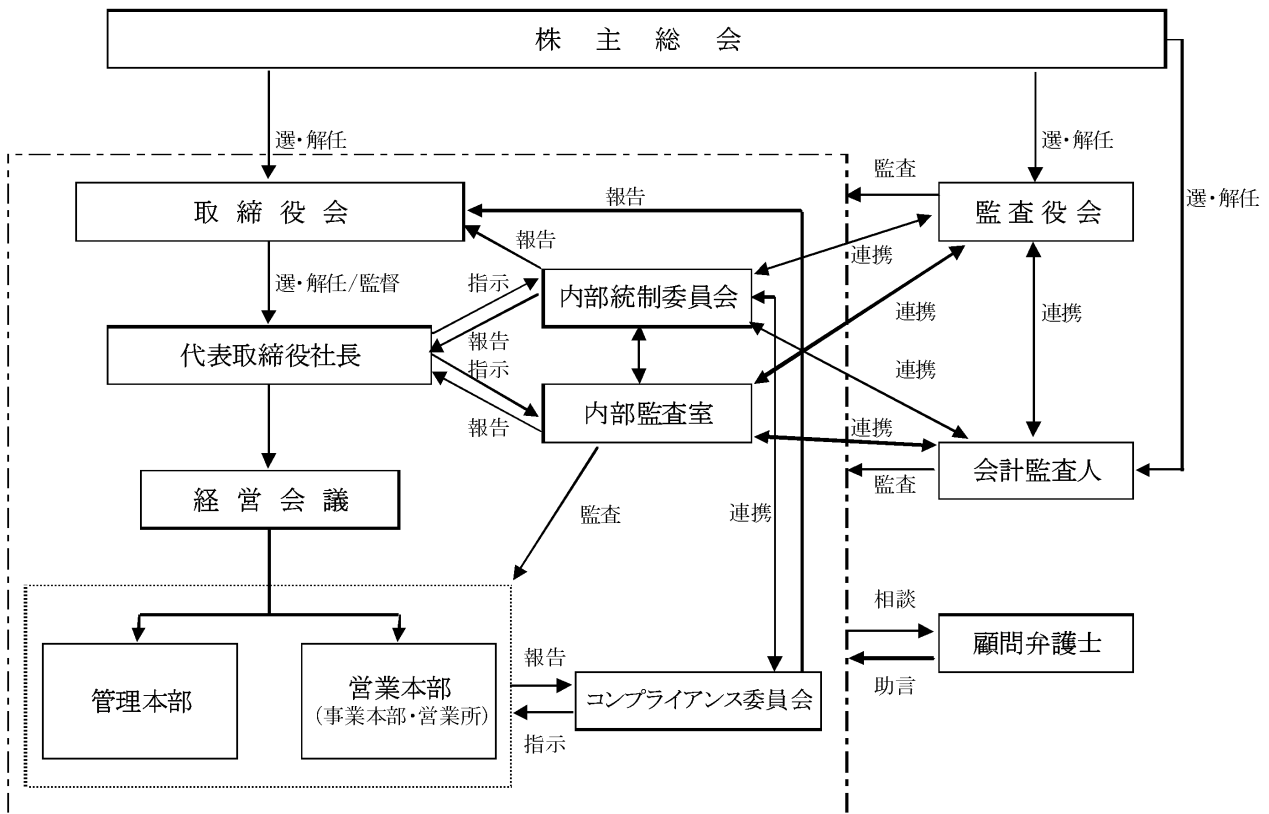 株主総会
選・解任
選・解任
選・解任
監査
取締役会
報告
監査役会
報告
連携
選・解任/監督
指示
内部統制委員会
連携
連携
代表取締役社長
報告
指示
連携
内部監査室
報告
連携
会計監査人
監査
経営会議
監査
連携
相談
顧問弁護士
助言
管理本部
営業本部
(事業本部・営業所)
報告
コンプライアンス委員会
指示